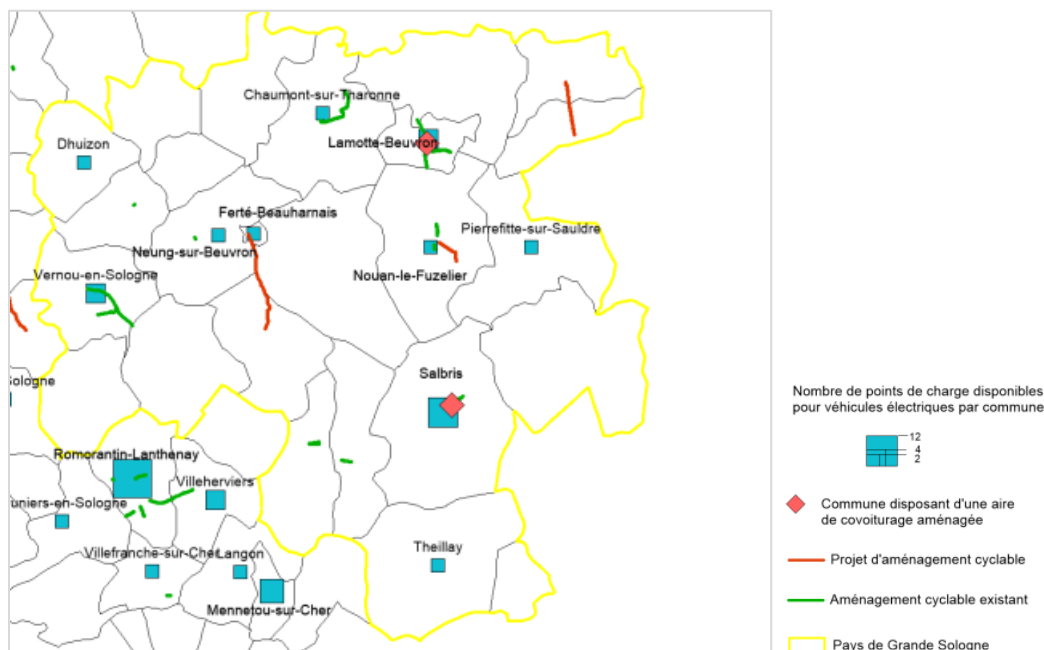 Chaumont-sur-Tharonne
Lamotte-Beuvron
Dhuizon
Ferté-Beauharnais
Neung-sur-Beuvron
Pierrefitte-sur-Sauldre
Nouan-le-Fuzelier
Vernou-en-Sologne
Salbris
Sologne
Romorantin-Lanthenay
Villeherviers
uniers-en-Sologne
Villefranche-sur-Cher
Langon
Theillay
Mennetou-sur-Cher
Nombre de points de charge disponibles
pour véhicules électriques par commune
12
4
2
Commune disposant d'une aire
de covoiturage aménagée
Projet d'aménagement cyclable
Aménagement cyclable existant
Pays de Grande Sologne